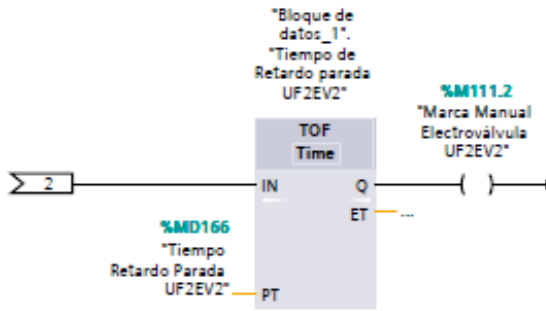 "Bloque de
datos_1".
"Tiempo de
Retardo parada
UF2EV2"
%M111.2
"Marca Manual
Electroválvula
UF2EV2"
TOF
Time
2
IN
Q
ET
...
%MD166
"Tiempo
Retardo Parada
UF2EV2"
PT